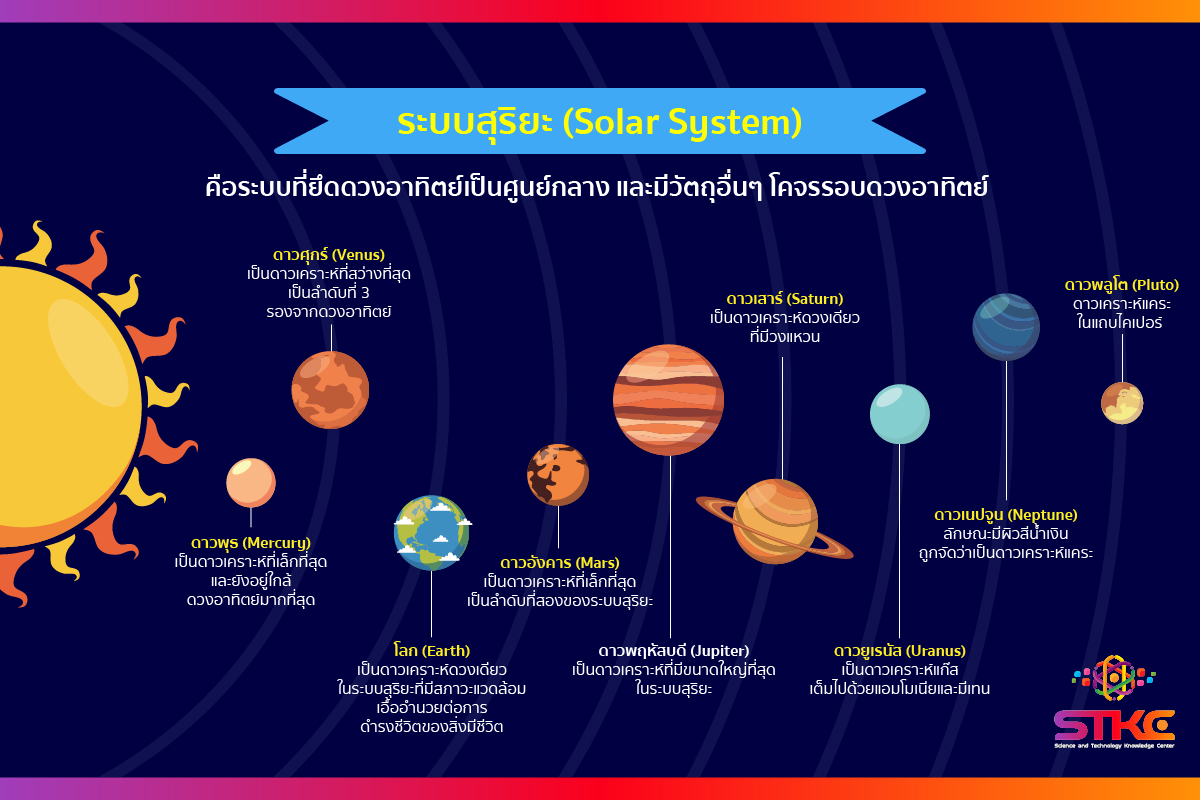 ระบบสุริยะ (Solar System)
คือระบบที่ยึดดวงอาทิตย์เป็นศูนย์กลาง และมีวัตถุอื่นๆ โคจรรอบดวงอาทิตย์
ดาวศุกร์ (Venus)
เป็นดาวเคราะห์ที่สว่างที่สุด
เป็นลำดับที่ 3
รองจากดวงอาทิตย์
ดาวเสาร์ (Saturn)
เป็นดาวเคราะห์ดวงเดียว
ที่มีวงแหวน
ดาวพลูโต (Pluto)
ดาวเคราะห์แคระ
ในแถบไคเปอร์
ดาวพุธ (Mercury)
เป็นดาวเคราะห์ที่เล็กที่สุด
และยังอยู่ใกล้
ดวงอาทิตย์มากที่สุด
ดาวอังคาร (Mars)
เป็นดาวเคราะห์ที่เล็กที่สุด
เป็นลำดับที่สองของระบบสุริยะ
ดาวเนปจูน (Neptune)
ลักษณะมีผิวสีน้ำเงิน
ถูกจัดว่าเป็นดาวเคราะห์แคระ
โลก (Earth)
เป็นดาวเคราะห์ดวงเดียว
ในระบบสุริยะที่มีสภาวะแวดล้อม
เอื้ออำนวยต่อการ
ดำรงชีวิตของสิ่งมีชีวิต
ดาวพฤหัสบดี (Jupiter)
เป็นดาวเคราะห์ที่มีขนาดใหญ่ที่สุด
ในระบบสุริยะ
ดาวยูเรนัส (Uranus)
เป็นดาวเคราะห์แก๊ส
เต็มไปด้วยแอมโมเนียและมีเทน
STKC
Science and Technology Knowledge Center